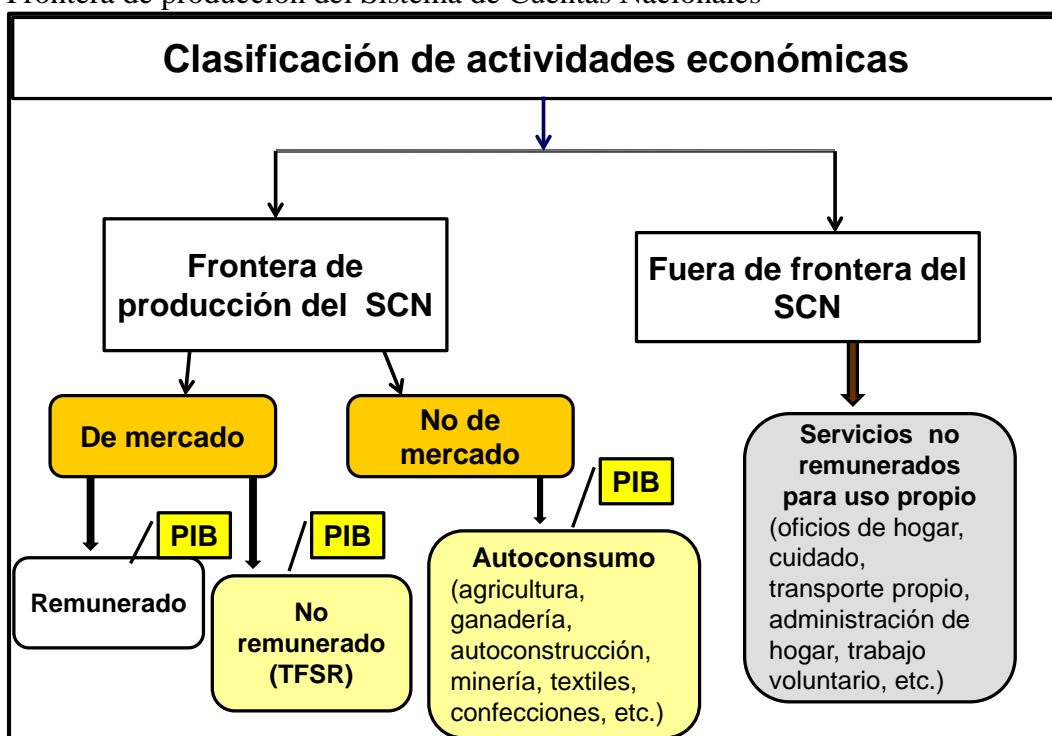 Frontera de producción del Sistema de Cuentas Nacionales
Clasificación de actividades económicas
Frontera de
producción del SCN
Fuera de frontera del
SCN
De mercado
No de
mercado
PIB
Remunerado
PIB
No
remunerado
(TFSR)
PIB
Autoconsumo
(agricultura,
ganadería,
autoconstrucción,
minería, textiles,
confecciones, etc.)
Servicios no
remunerados
para uso propio
(oficios de hogar,
cuidado,
transporte propio,
administración de
hogar, trabajo
voluntario, etc.)